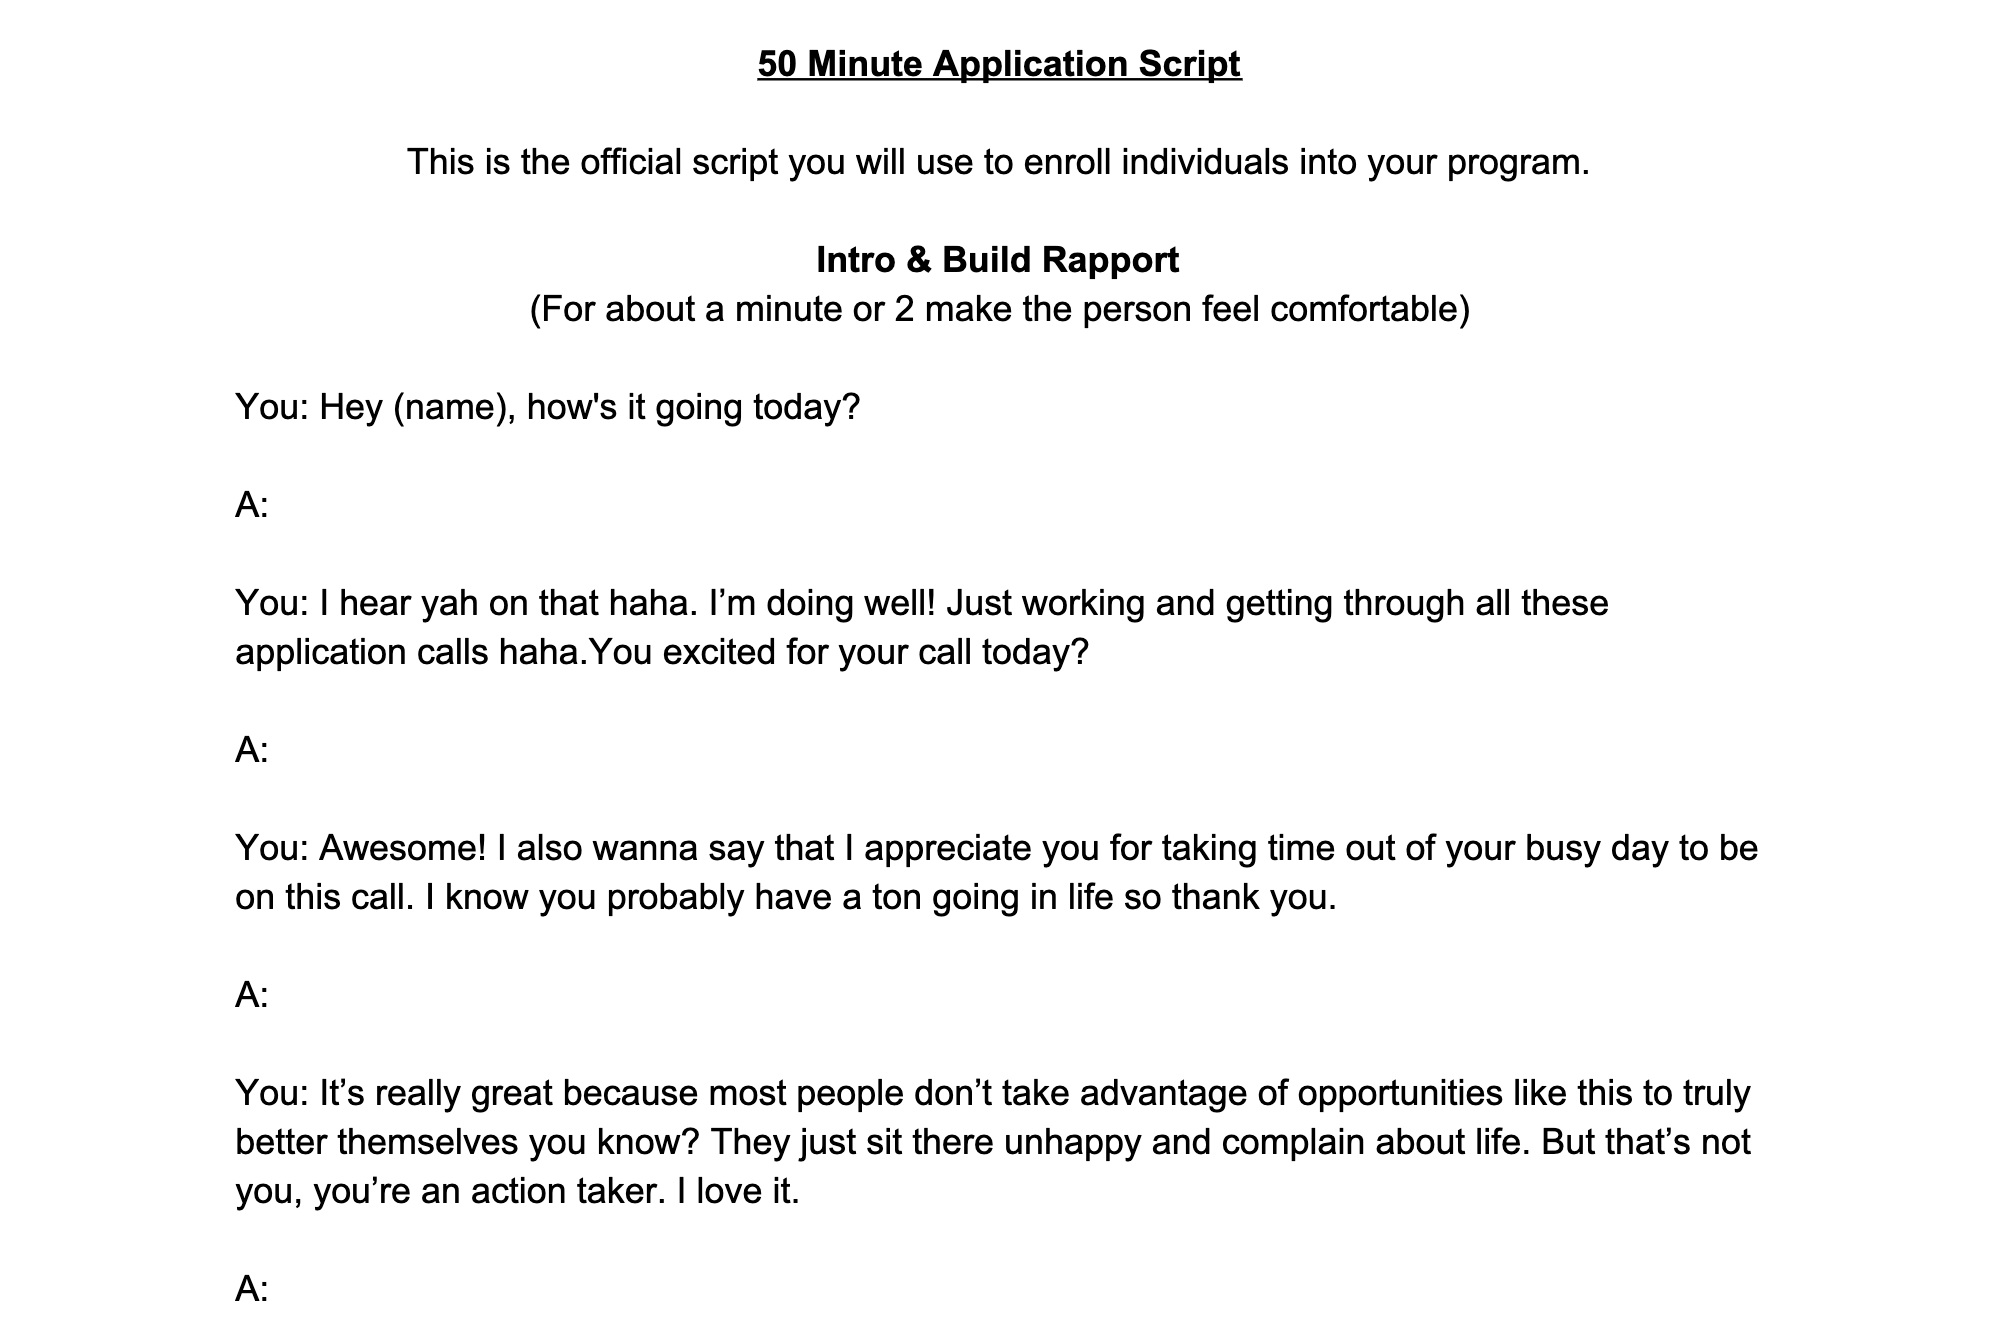 50 Minute Application Script
This is the official script you will use to enroll individuals into your program.
Intro & Build Rapport
(For about a minute or 2 make the person feel comfortable)
You: Hey (name), how's it going today?
A:
You: I hear yah on that haha. I’m doing well! Just working and getting through all these
application calls haha.You excited for your call today?
A:
You: Awesome! I also wanna say that I appreciate you for taking time out of your busy day to be
on this call. I know you probably have a ton going in life so thank you.
A:
You: It’s really great because most people don’t take advantage of opportunities like this to truly
better themselves you know? They just sit there unhappy and complain about life. But that’s not
you, you’re an action taker. I love it.
A: